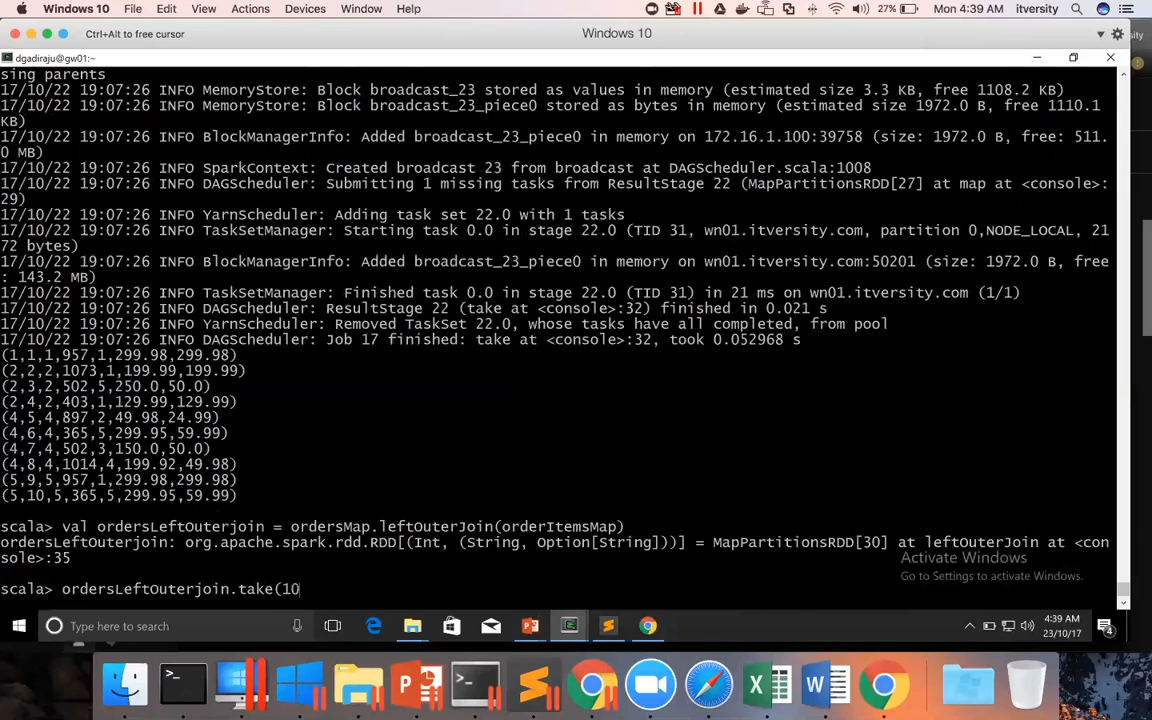 Windows 10 File Edit View Actions Devices Window Help 27% Mon 4:39 AM itversity
Ctrl+Alt to free cursor Windows 10
dgadiraju@gw01:~
sing parents
17/10/22 19:07:26 INFO MemoryStore: Block broadcast_23 stored as values in memory (estimated size 3.3 KB, free 1108.2 KB)
17/10/22 19:07:26 INFO MemoryStore: Block broadcast_23_piece0 stored as bytes in memory (estimated size 1972.0 B, free 1110.1
KB)
17/10/22 19:07:26 INFO BlockManagerInfo: Added broadcast_23_piece0 in memory on 172.16.1.100:39758 (size: 1972.0 B, free: 511.
0 MB)
17/10/22 19:07:26 INFO SparkContext: Created broadcast 23 from broadcast at DAGScheduler.scala:1008
17/10/22 19:07:26 INFO DAGScheduler: Submitting 1 missing tasks from ResultStage 22 (MapPartitionsRDD[27] at map at <console>:
29)
17/10/22 19:07:26 INFO YarnScheduler: Adding task set 22.0 with 1 tasks
17/10/22 19:07:26 INFO TaskSetManager: Starting task 0.0 in stage 22.0 (TID 31, wn01.itversity.com, partition 0,NODE_LOCAL, 21
72 bytes)
17/10/22 19:07:26 INFO BlockManagerInfo: Added broadcast_23_piece0 in memory on wn01.itversity.com:50201 (size: 1972.0 B, free
: 143.2 MB)
17/10/22 19:07:26 INFO TaskSetManager: Finished task 0.0 in stage 22.0 (TID 31) in 21 ms on wn01.itversity.com (1/1)
17/10/22 19:07:26 INFO DAGScheduler: ResultStage 22 (take at <console>:32) finished in 0.021 s
17/10/22 19:07:26 INFO YarnScheduler: Removed TaskSet 22.0, whose tasks have all completed, from pool
17/10/22 19:07:26 INFO DAGScheduler: Job 17 finished: take at <console>:32, took 0.052968 s
(1,1,1,957,1,299.98,299.98)
(2,2,2,1073,1,199.99,199.99)
(2,3,2,502,5,250.0,50.0)
(2,4,2,403,1,129.99,129.99)
(4,5,4,897,2,49.98,24.99)
(4,6,4,365,5,299.95,59.99)
(4,7,4,502,3,150.0,50.0)
(4,8,4,1014,4,199.92,49.98)
(5,9,5,957,1,299.98,299.98)
(5,10,5,365,5,299.95,59.99)
scala> val ordersLeftOuterjoin = ordersMap.leftOuterJoin(orderItemsMap)
ordersLeftOuterjoin: org.apache.spark.rdd.RDD[(Int, (String, Option[String]))] = MapPartitionsRDD[30] at leftOuterJoin at <con
sole>:35
Activate Windows
Go to Settings to activate Windows.
scala> ordersLeftOuterjoin.take(10
Type here to search 4:39 AM
23/10/17
4